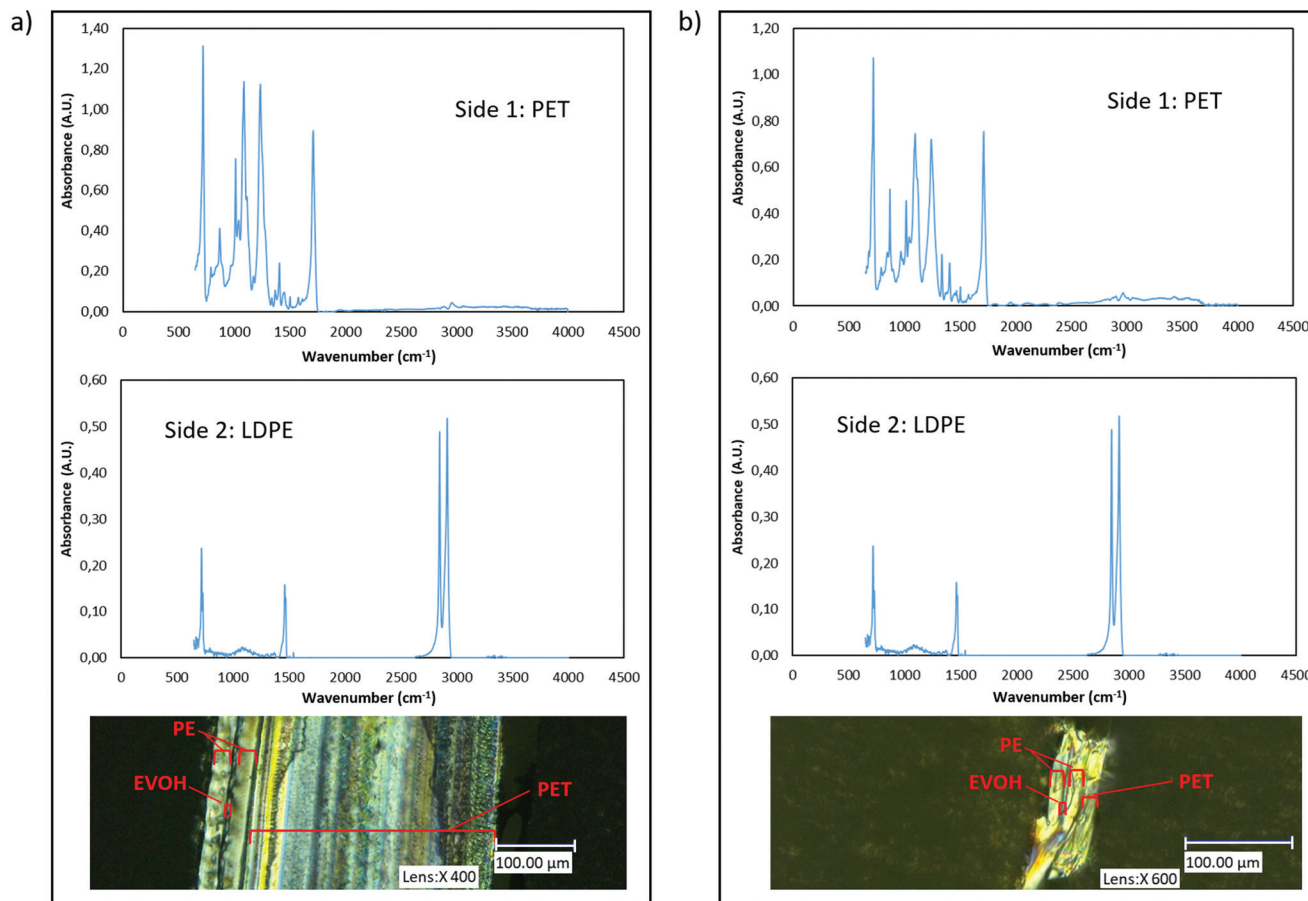 a)
1,40
1,20
1,00
0,80
0,60
0,40
0,20
0,00
Absorbance (A.U.)
Side 1: PET
0 500 1000 1500 2000 2500 3000 3500 4000 4500
Wavenumber (cm-1)
0,60
0,50
0,40
0,30
0,20
0,10
0,00
Absorbance (A.U.)
Side 2: LDPE
0 500 1000 1500 2000 2500 3000 3500 4000 4500
Wavenumber (cm-1)
PE
EVOH
PET
100.00 μm
Lens:X 400
b)
1,20
1,00
0,80
0,60
0,40
0,20
0,00
Absorbance (A.U.)
Side 1: PET
0 500 1000 1500 2000 2500 3000 3500 4000 4500
Wavenumber (cm-1)
0,60
0,50
0,40
0,30
0,20
0,10
0,00
Absorbance (A.U.)
Side 2: LDPE
0 500 1000 1500 2000 2500 3000 3500 4000 4500
Wavenumber (cm-1)
PE
EVOH
PET
100.00 μm
Lens:X 600